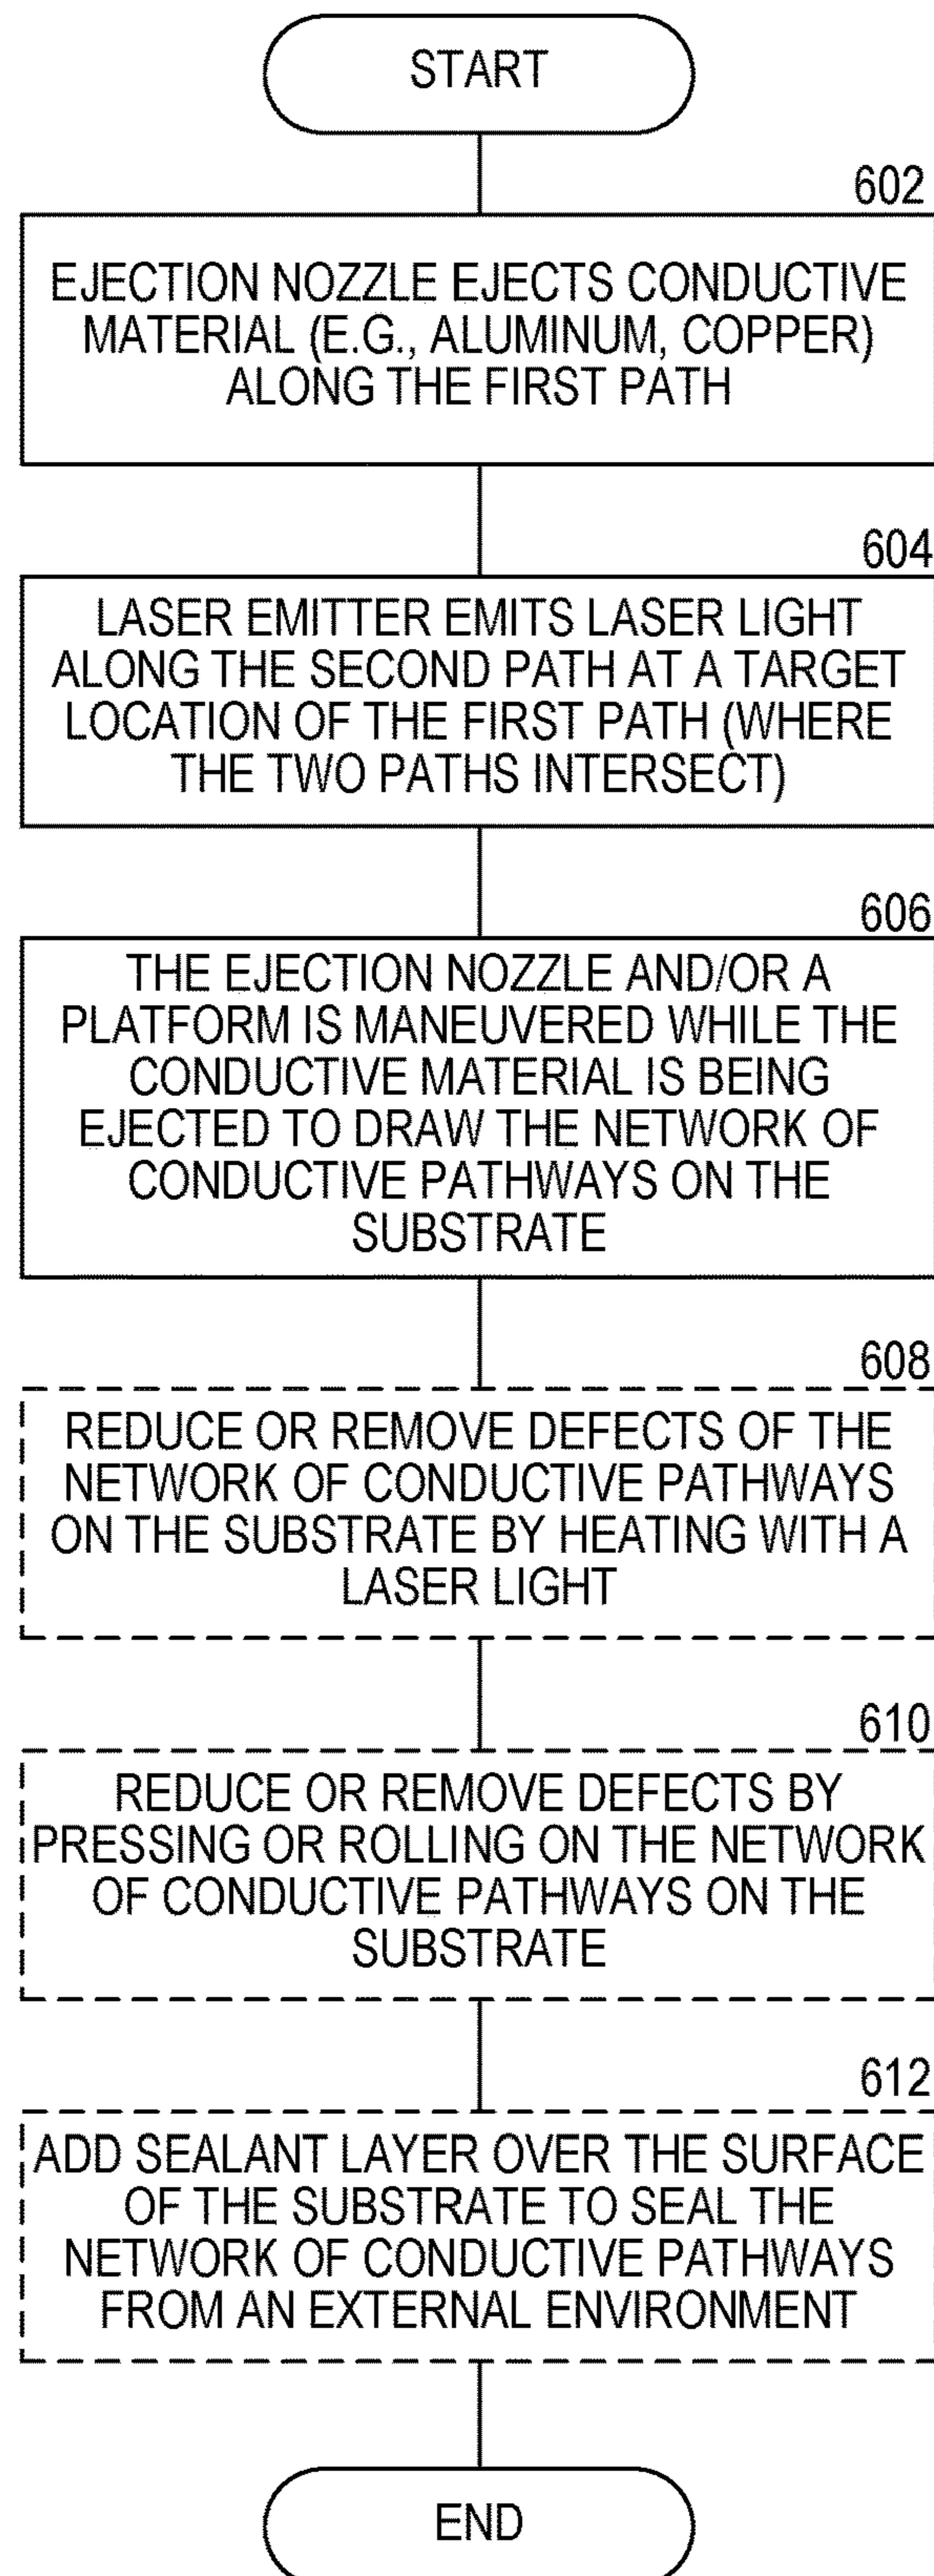 START
602
EJECTION NOZZLE EJECTS CONDUCTIVE
MATERIAL (E.G., ALUMINUM, COPPER)
ALONG THE FIRST PATH
604
LASER EMITTER EMITS LASER LIGHT
ALONG THE SECOND PATH AT A TARGET
LOCATION OF THE FIRST PATH (WHERE
THE TWO PATHS INTERSECT)
606
THE EJECTION NOZZLE AND/OR A
PLATFORM IS MANEUVERED WHILE THE
CONDUCTIVE MATERIAL IS BEING
EJECTED TO DRAW THE NETWORK OF
CONDUCTIVE PATHWAYS ON THE
SUBSTRATE
608
REDUCE OR REMOVE DEFECTS OF THE
NETWORK OF CONDUCTIVE PATHWAYS
ON THE SUBSTRATE BY HEATING WITH A
LASER LIGHT
610
REDUCE OR REMOVE DEFECTS BY
PRESSING OR ROLLING ON THE NETWORK
OF CONDUCTIVE PATHWAYS ON THE
SUBSTRATE
612
ADD SEALANT LAYER OVER THE SURFACE
OF THE SUBSTRATE TO SEAL THE
NETWORK OF CONDUCTIVE PATHWAYS
FROM AN EXTERNAL ENVIRONMENT
END